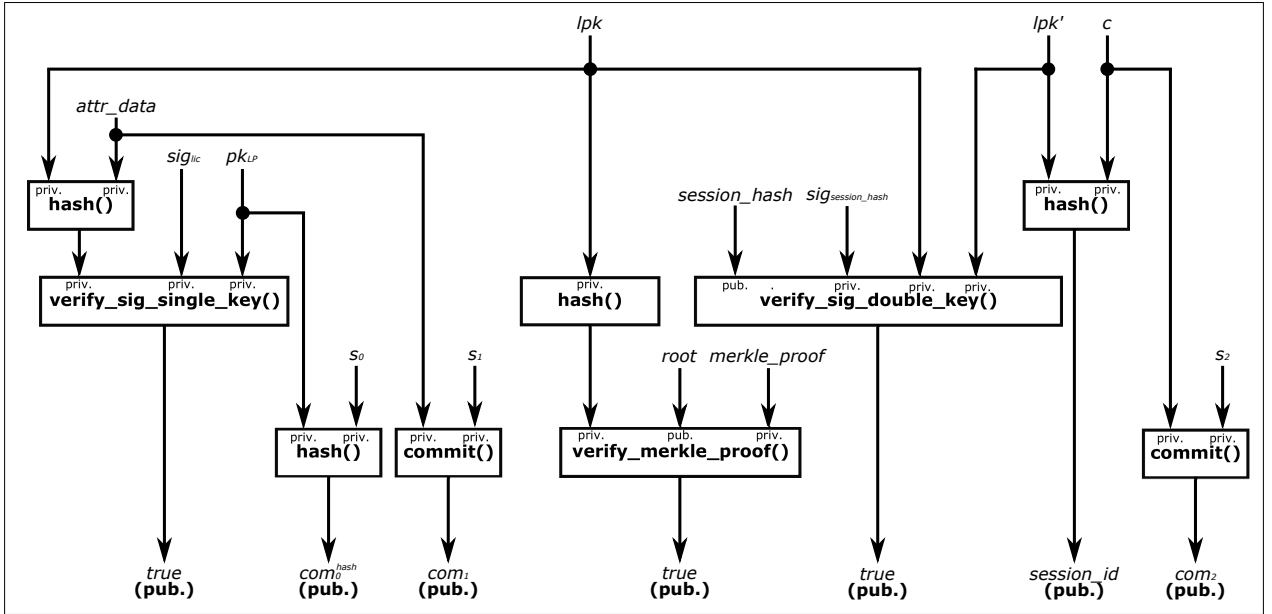 lpk lpk' c
attr_data
sig_lic pk_LP
priv. priv. priv. priv.
hash() session_hash sig_session_hash hash()
priv. priv. priv. priv. pub. . priv. priv. priv.
verify_sig_single_key() hash() verify_sig_double_key()
s₀ s₁ root merkle_proof s₂
priv. priv. priv. priv. priv. pub. priv. priv. priv.
hash() commit() verify_merkle_proof() commit()
true com₀^hash com₁ true true session_id com₂
(pub.) (pub.) (pub.) (pub.) (pub.) (pub.) (pub.)